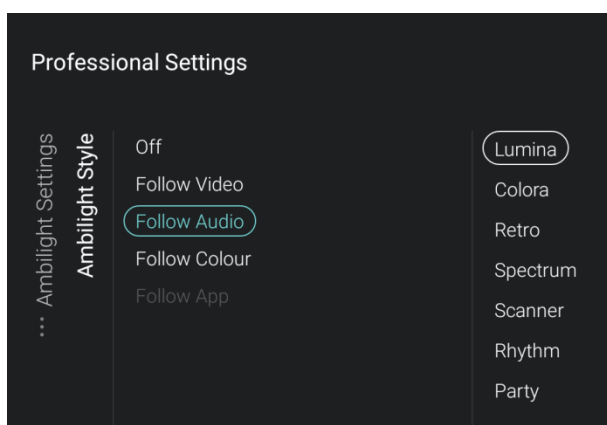 Professional Settings
... Ambilight Settings
Ambilight Style
Off
Follow Video
Follow Audio
Follow Colour
Follow App
Lumina
Colora
Retro
Spectrum
Scanner
Rhythm
Party